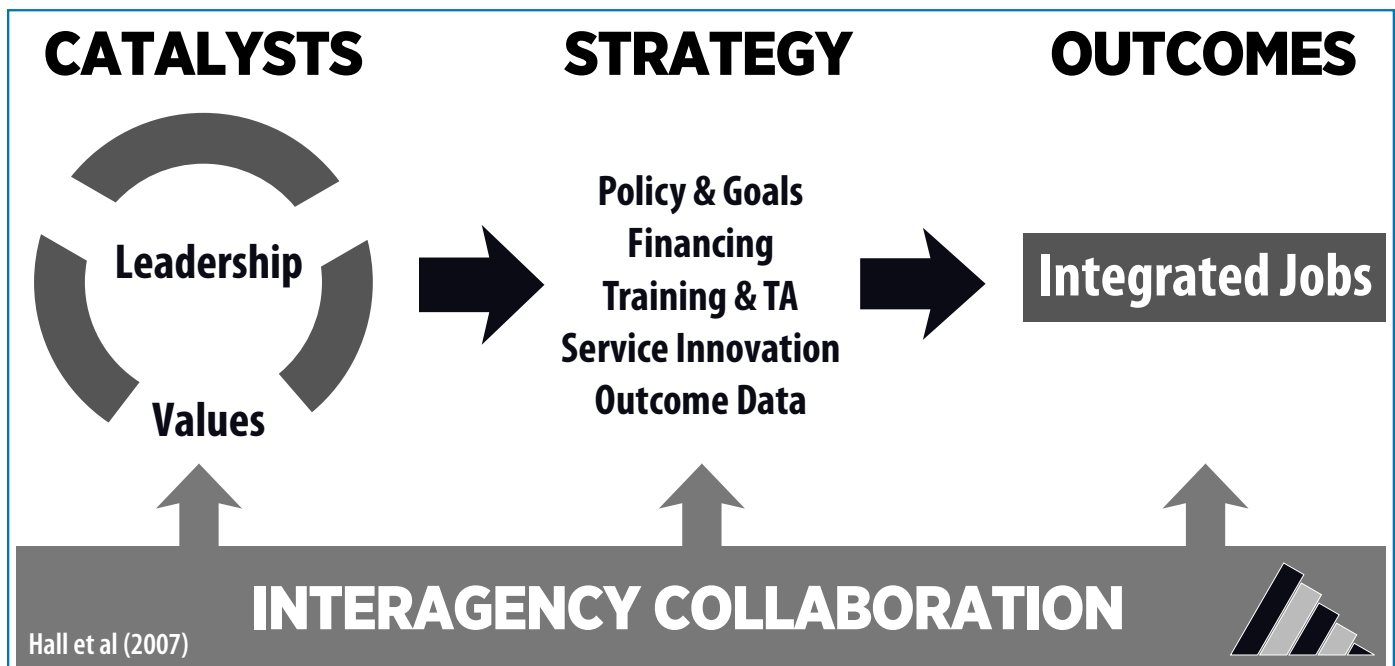 CATALYSTS
Leadership
Values
STRATEGY
Policy & Goals
Financing
Training & TA
Service Innovation
Outcome Data
OUTCOMES
Integrated Jobs
INTERAGENCY COLLABORATION
Hall et al (2007)